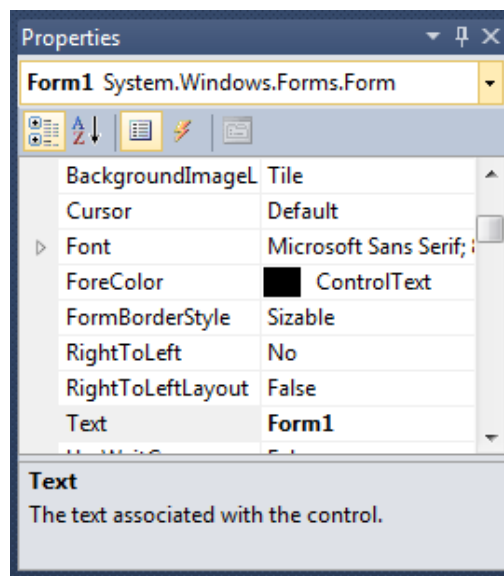 Properties
Form1 System.Windows.Forms.Form
BackgroundImageL Tile
Cursor Default
Font Microsoft Sans Serif;
ForeColor ControlText
FormBorderStyle Sizable
RightToLeft No
RightToLeftLayout False
Text Form1
Text
The text associated with the control.